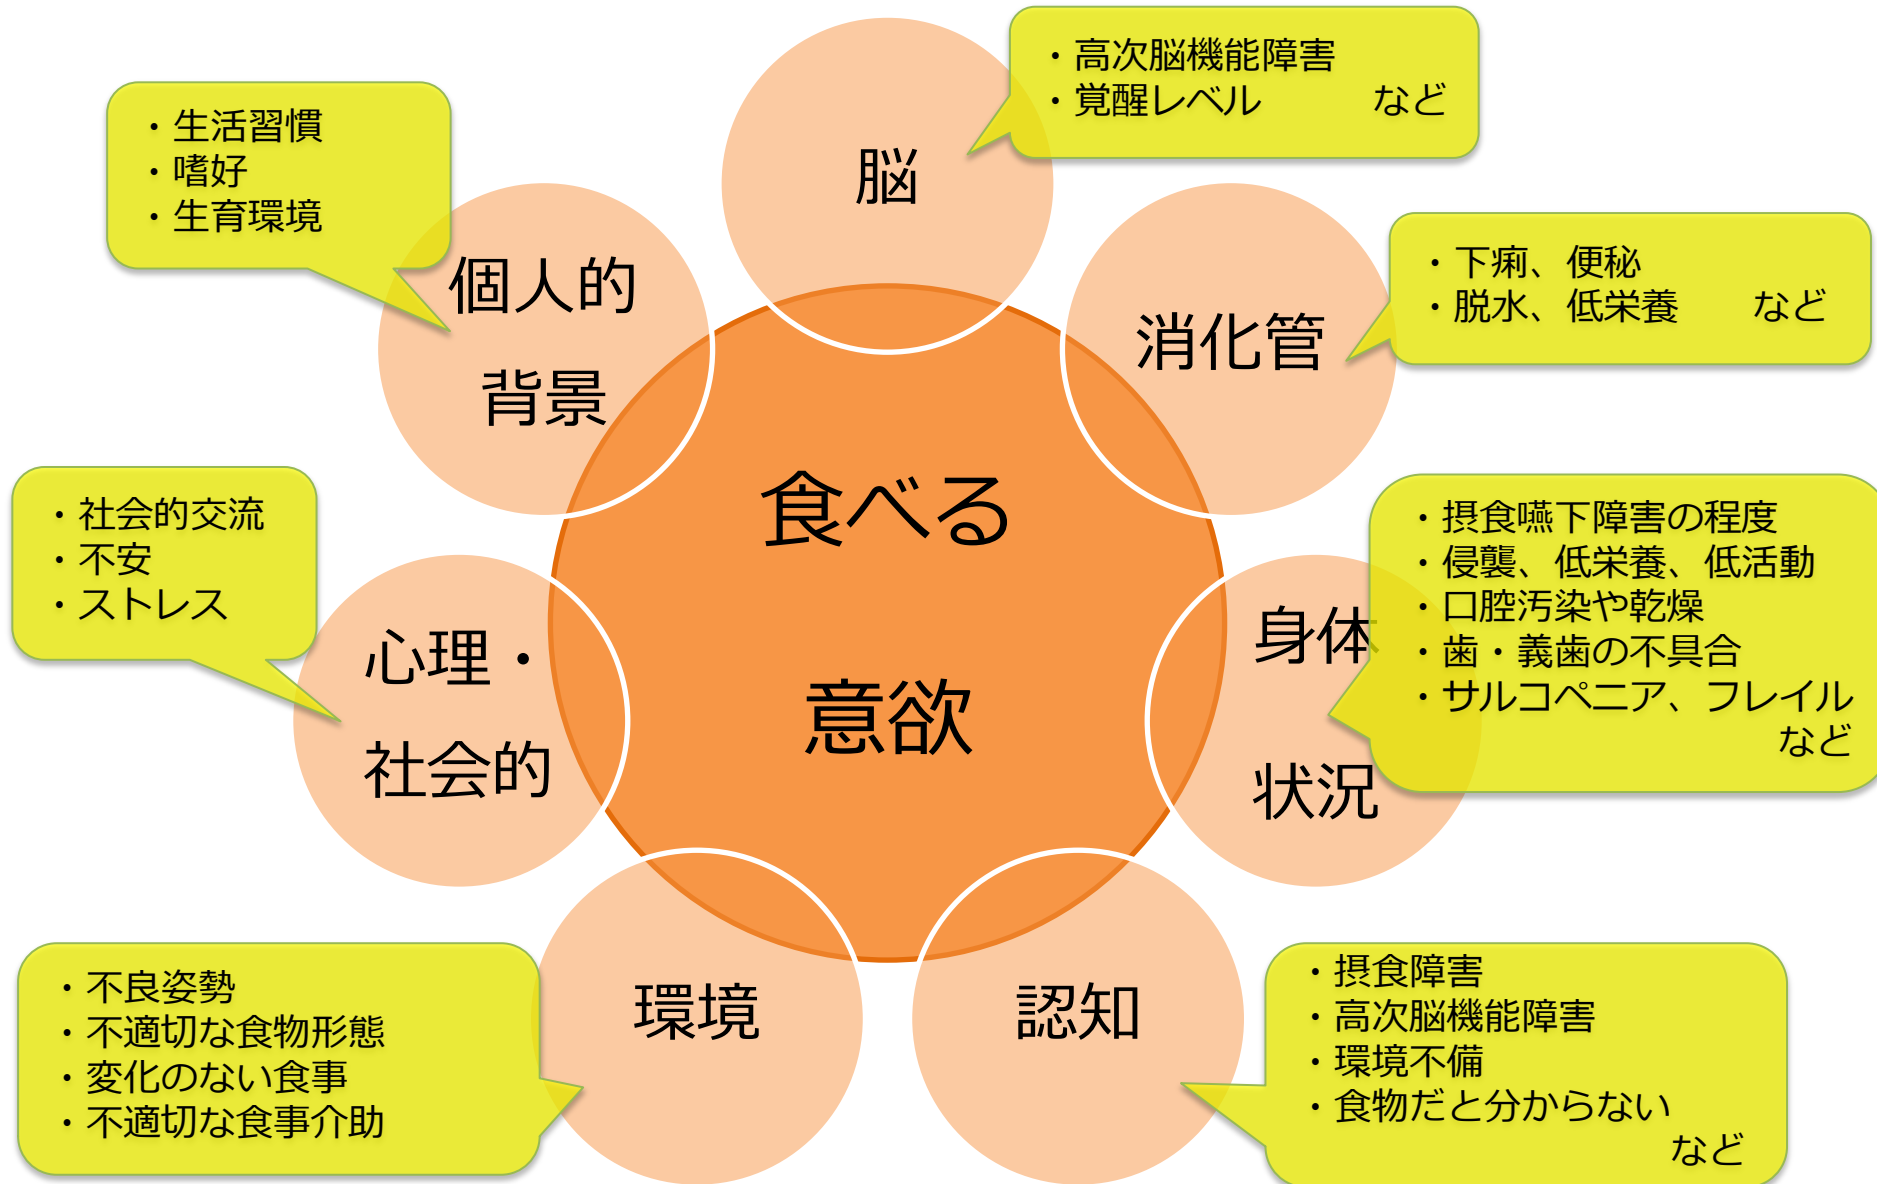 ・高次脳機能障害
・覚醒レベル　　　など
脳
・生活習慣
・嗜好
・生育環境
個人的
背景
・下痢、便秘
・脱水、低栄養　　など
消化管
食べる
意欲
・社会的交流
・不安
・ストレス
心理・
社会的
・摂食嚥下障害の程度
・侵襲、低栄養、低活動
・口腔汚染や乾燥
・歯・義歯の不具合
・サルコペニア、フレイル
など
身体
状況
・不良姿勢
・不適切な食物形態
・変化のない食事
・不適切な食事介助
環境
認知
・摂食障害
・高次脳機能障害
・環境不備
・食物だと分からない
など